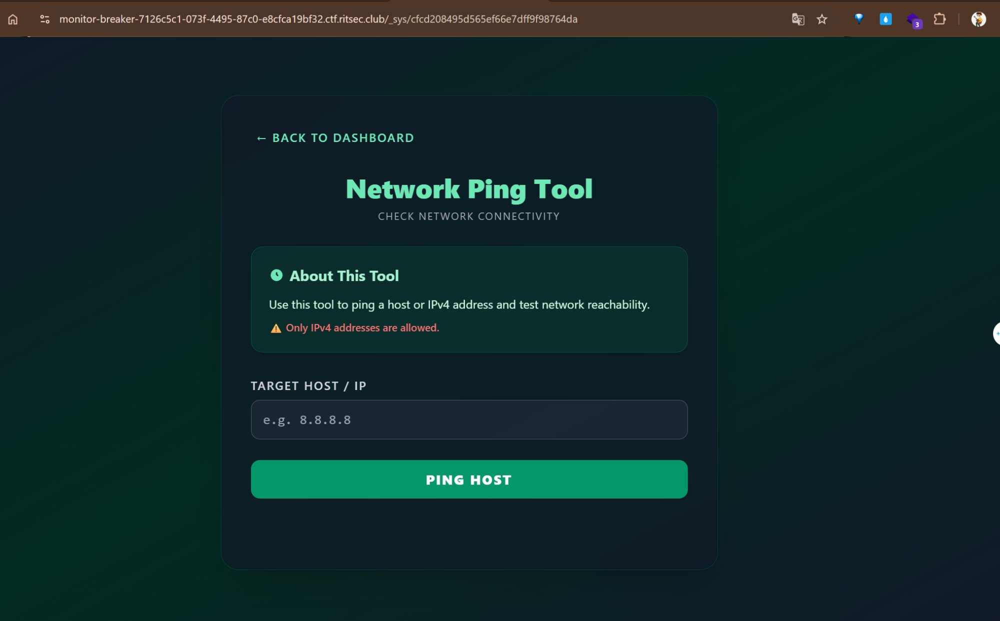 monitor-breaker-7126c5c1-073f-4495-87c0-e8cfca19bf32.ctf.ritsec.club/_sys/cfcd208495d565ef66e7dff9f98764da
3
← BACK TO DASHBOARD
Network Ping Tool
CHECK NETWORK CONNECTIVITY
About This Tool
Use this tool to ping a host or IPv4 address and test network reachability.
⚠ Only IPv4 addresses are allowed.
TARGET HOST / IP
e.g. 8.8.8.8
PING HOST